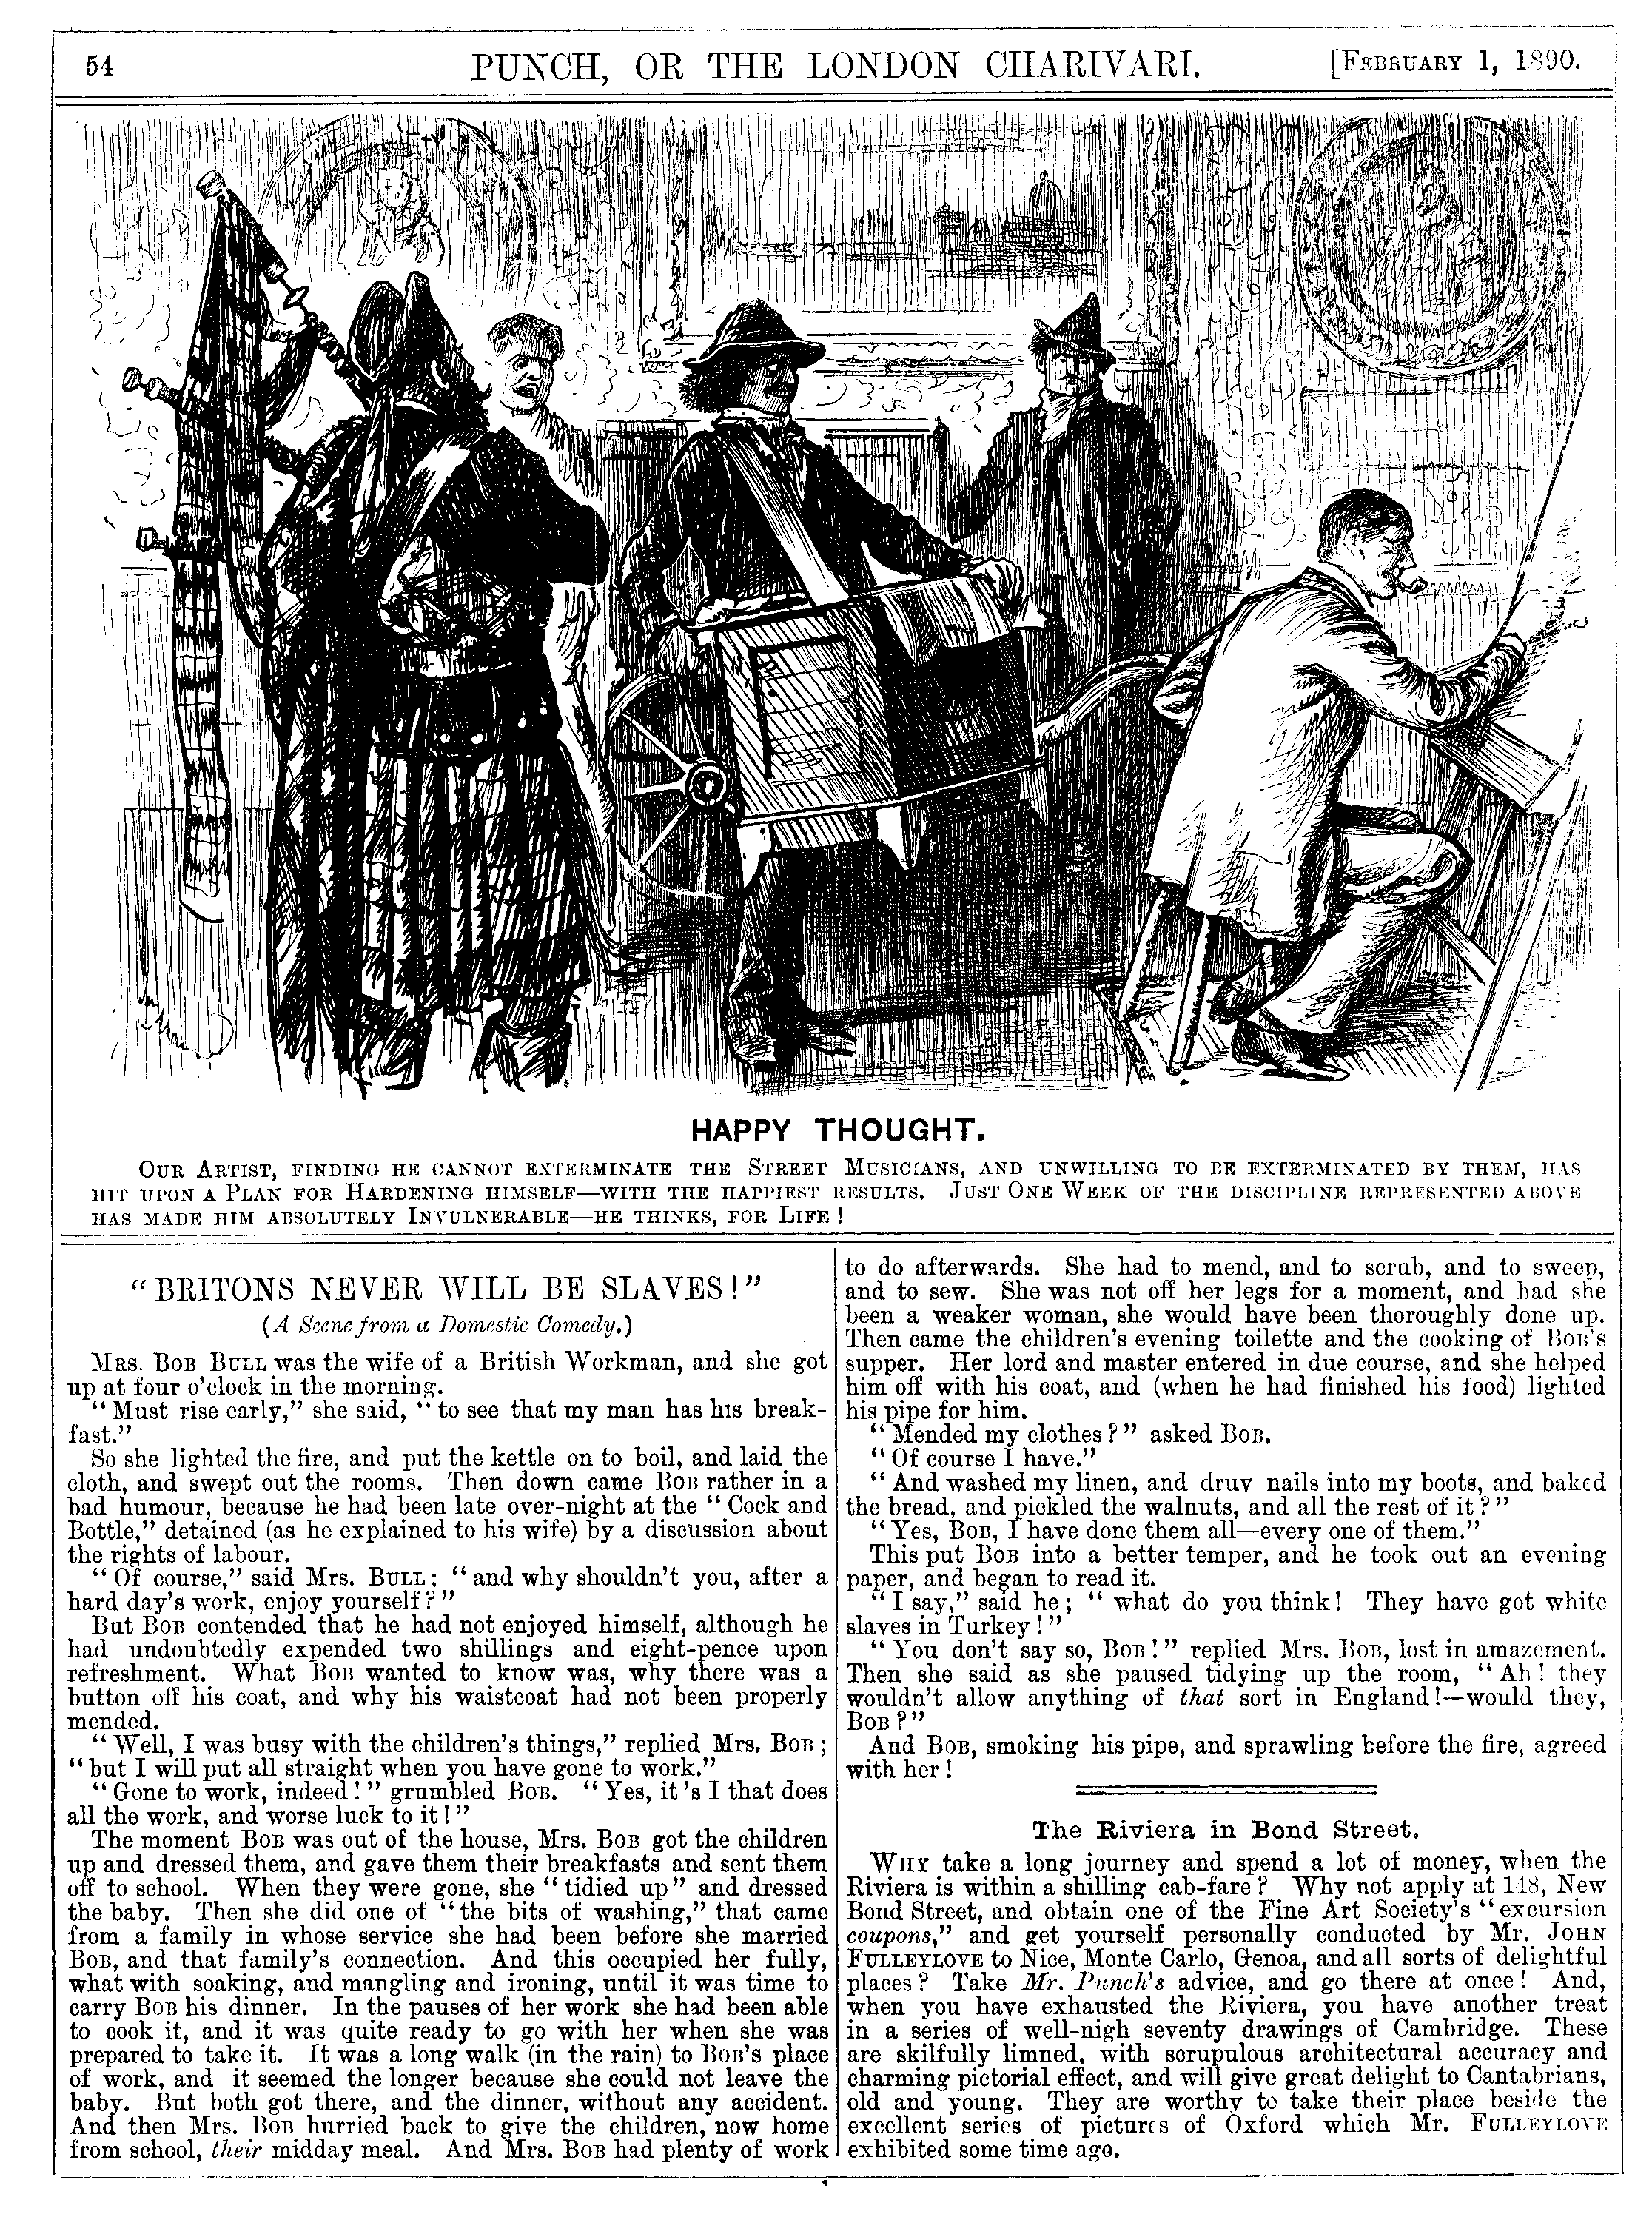 54
PUNCH, OR THE LONDON CHARIVARI.
[FEBRUARY 1, 1890.
HAPPY THOUGHT.
OUR ARTIST, FINDING HE CANNOT EXTERMINATE THE STREET MUSICIANS, AND UNWILLING TO BE EXTERMINATED BY THEM, HAS
HIT UPON A PLAN FOR HARDENING HIMSELF—WITH THE HAPPIEST RESULTS. JUST ONE WEEK OF THE DISCIPLINE REPRESENTED ABOVE
HAS MADE HIM ABSOLUTELY INVULNERABLE—HE THINKS, FOR LIFE!
"BRITONS NEVER WILL BE SLAVES!"
(A Scene from a Domestic Comedy.)
MRS. BOB BULL was the wife of a British Workman, and she got
up at four o'clock in the morning.
"Must rise early," she said, "to see that my man has his break-
fast."
So she lighted the fire, and put the kettle on to boil, and laid the
cloth, and swept out the rooms. Then down came BOB rather in a
bad humour, because he had been late over-night at the "Cock and
Bottle," detained (as he explained to his wife) by a discussion about
the rights of labour.
"Of course," said Mrs. BULL; "and why shouldn't you, after a
hard day's work, enjoy yourself?"
But BOB contended that he had not enjoyed himself, although he
had undoubtedly expended two shillings and eight-pence upon
refreshment. What BOB wanted to know was, why there was a
button off his coat, and why his waistcoat had not been properly
mended.
"Well, I was busy with the children's things," replied Mrs. BOB;
"but I will put all straight when you have gone to work."
"Gone to work, indeed!" grumbled BOB. "Yes, it's I that does
all the work, and worse luck to it!"
The moment BOB was out of the house, Mrs. BOB got the children
up and dressed them, and gave them their breakfasts and sent them
off to school. When they were gone, she "tidied up" and dressed
the baby. Then she did one of "the bits of washing," that came
from a family in whose service she had been before she married
BOB, and that family's connection. And this occupied her fully,
what with soaking, and mangling and ironing, until it was time to
carry BOB his dinner. In the pauses of her work she had been able
to cook it, and it was quite ready to go with her when she was
prepared to take it. It was a long walk (in the rain) to BOB's place
of work, and it seemed the longer because she could not leave the
baby. But both got there, and the dinner, without any accident.
And then Mrs. BOB hurried back to give the children, now home
from school, their midday meal. And Mrs. BOB had plenty of work
to do afterwards. She had to mend, and to scrub, and to sweep,
and to sew. She was not off her legs for a moment, and had she
been a weaker woman, she would have been thoroughly done up.
Then came the children's evening toilette and the cooking of BOB's
supper. Her lord and master entered in due course, and she helped
him off with his coat, and (when he had finished his food) lighted
his pipe for him.
"Mended my clothes?" asked BOB.
"Of course I have."
"And washed my linen, and druv nails into my boots, and baked
the bread, and pickled the walnuts, and all the rest of it?"
"Yes, BOB, I have done them all—every one of them."
This put BOB into a better temper, and he took out an evening
paper, and began to read it.
"I say," said he; "what do you think! They have got white
slaves in Turkey!"
"You don't say so, BOB!" replied Mrs. BOB, lost in amazement.
Then she said as she paused tidying up the room, "Ah! they
wouldn't allow anything of that sort in England!—would they,
BOB?"
And BOB, smoking his pipe, and sprawling before the fire, agreed
with her!
The Riviera in Bond Street.
WHY take a long journey and spend a lot of money, when the
Riviera is within a shilling cab-fare? Why not apply at 148, New
Bond Street, and obtain one of the Fine Art Society's "excursion
coupons," and get yourself personally conducted by Mr. JOHN
FULLEYLOVE to Nice, Monte Carlo, Genoa, and all sorts of delightful
places? Take Mr. Punch's advice, and go there at once! And,
when you have exhausted the Riviera, you have another treat
in a series of well-nigh seventy drawings of Cambridge. These
are skilfully limned, with scrupulous architectural accuracy and
charming pictorial effect, and will give great delight to Cantabrians,
old and young. They are worthy to take their place beside the
excellent series of pictures of Oxford which Mr. FULLEYLOVE
exhibited some time ago.